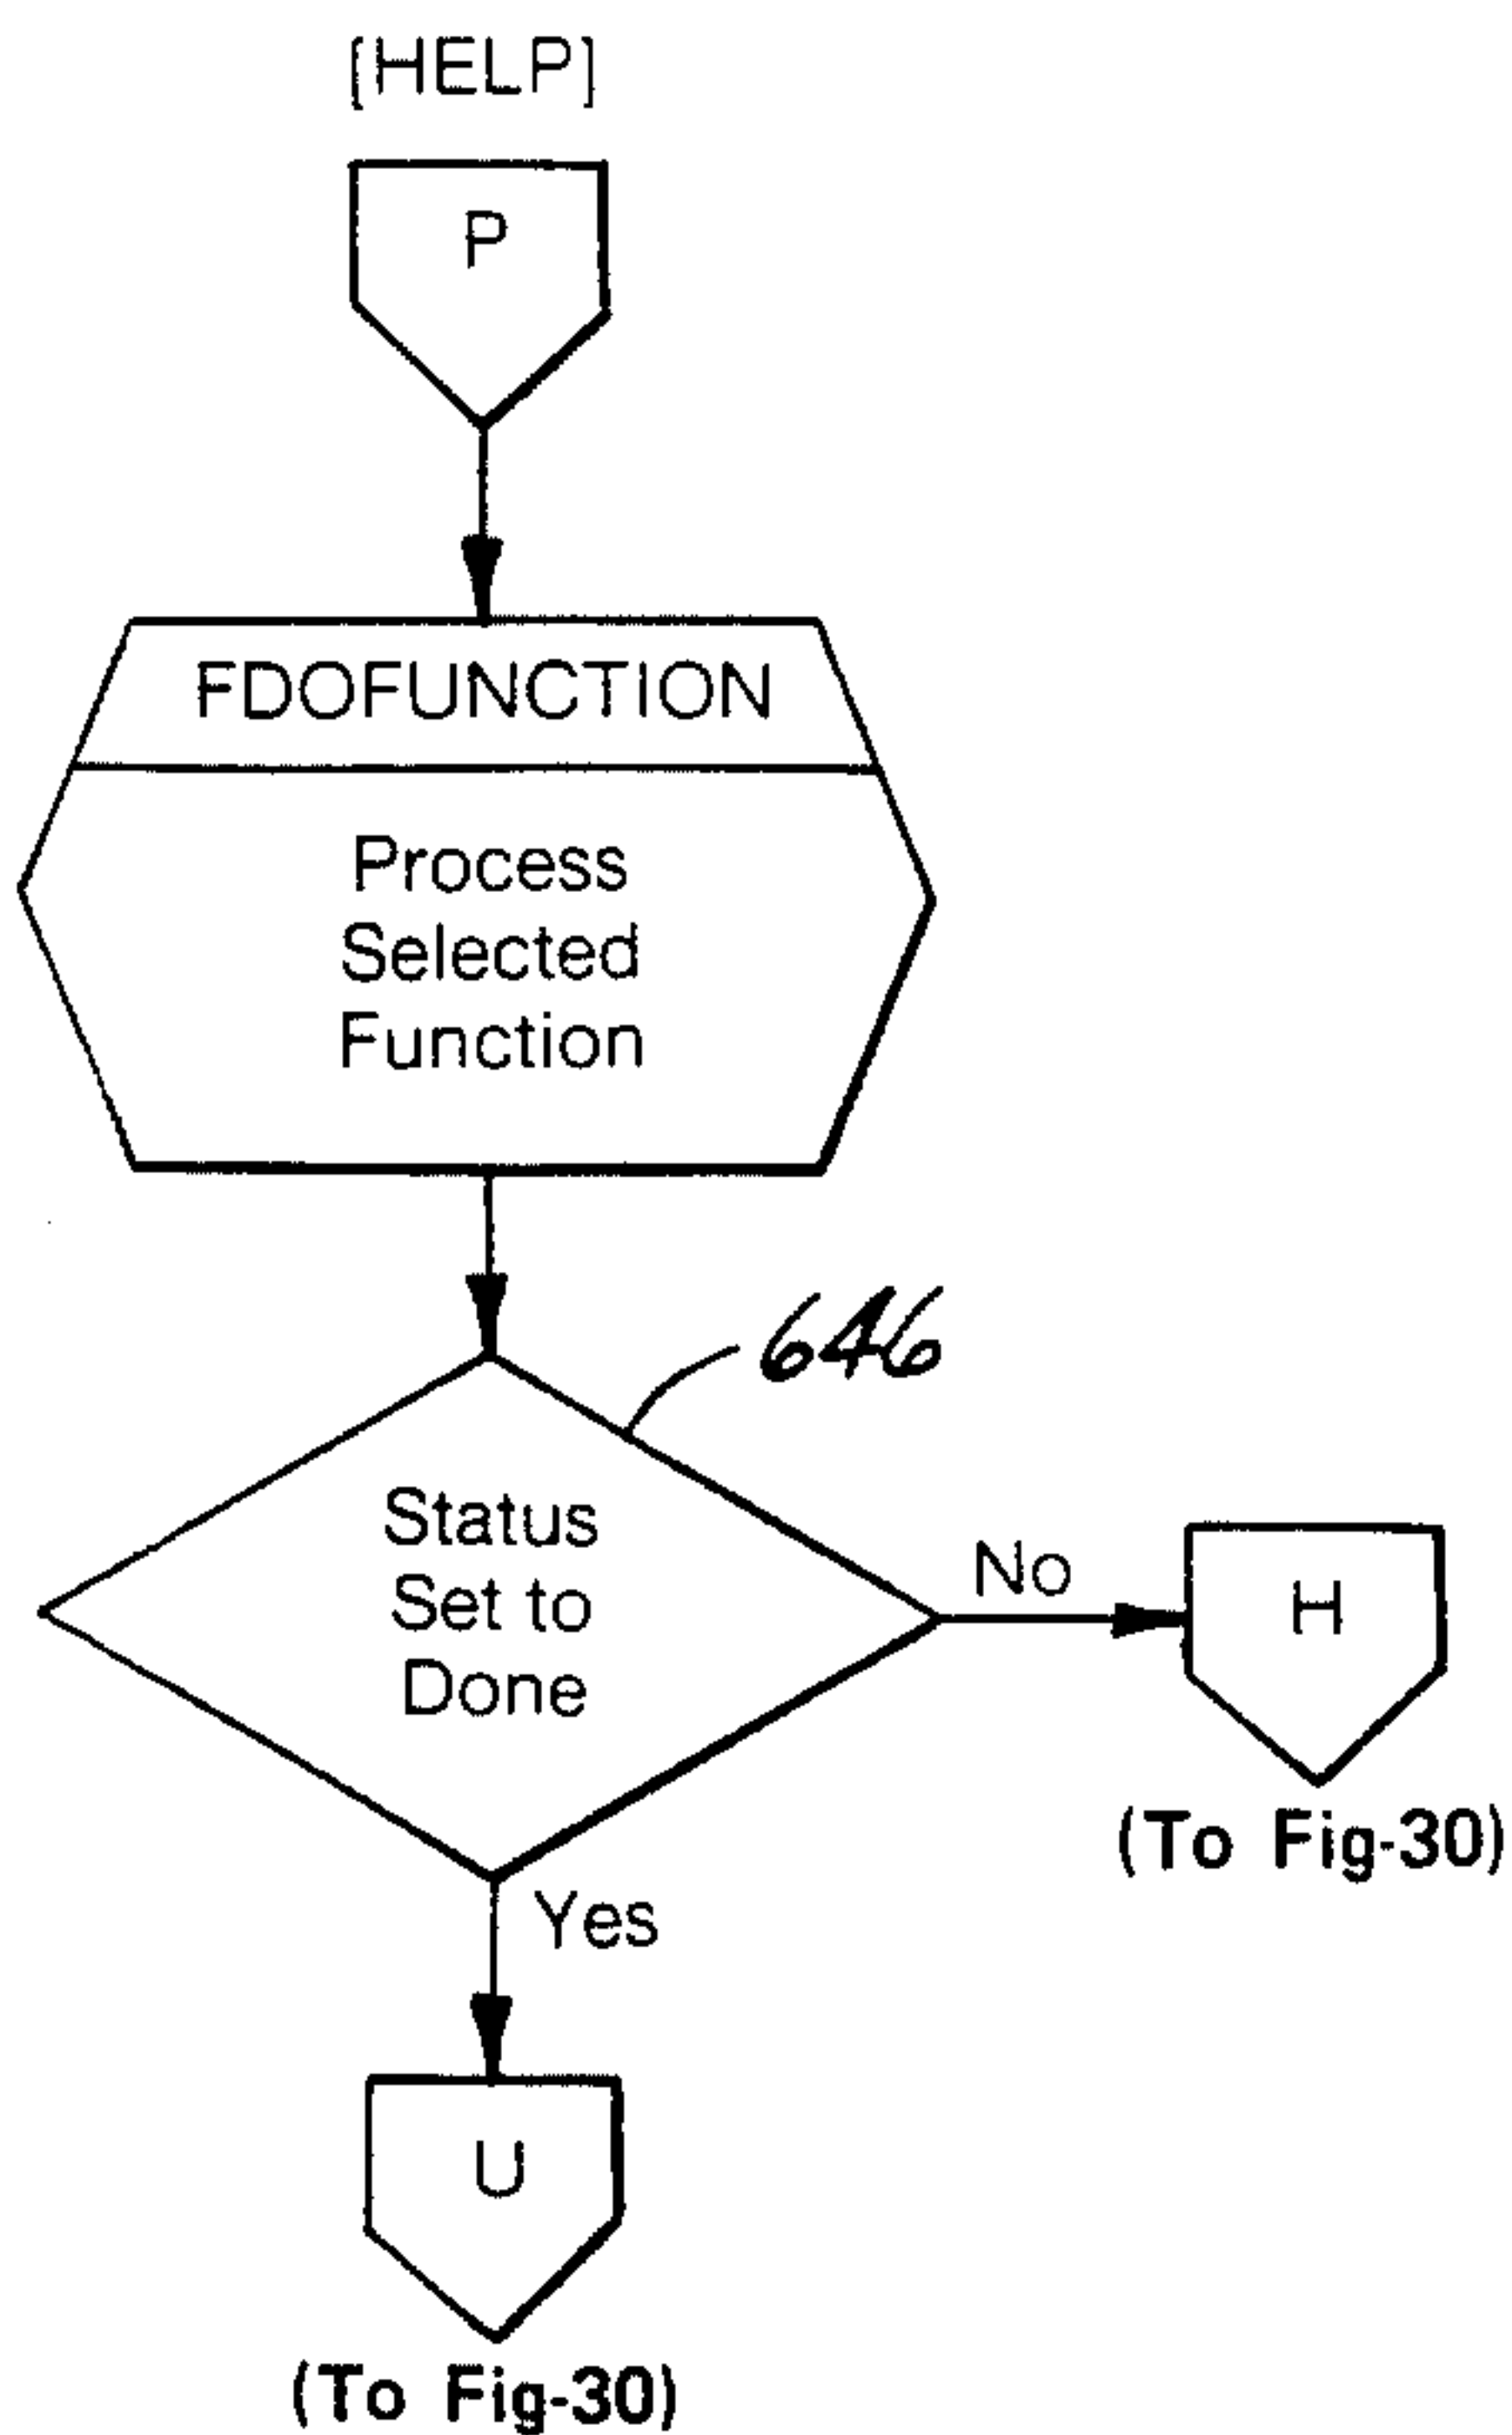 [HELP]
P
FDOFUNCTION
Process
Selected
Function
646
Status
Set to
Done
No
H
(To Fig-30)
Yes
U
(To Fig-30)